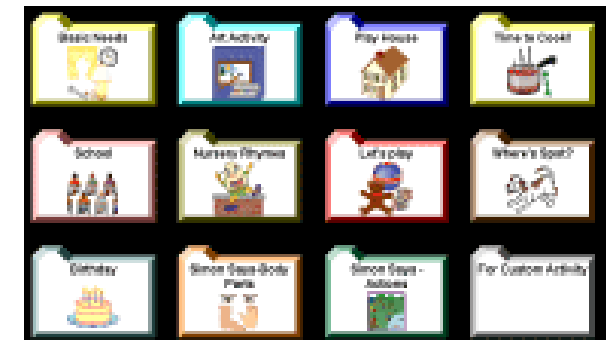 Basic Needs
Art Activity
Play House
Time to Cook!
School
Nursery Rhymes
Let's play
Where's Spot?
Birthday
Simon Says-Body
Parts
Simon Says -
Actions
For Custom Activity